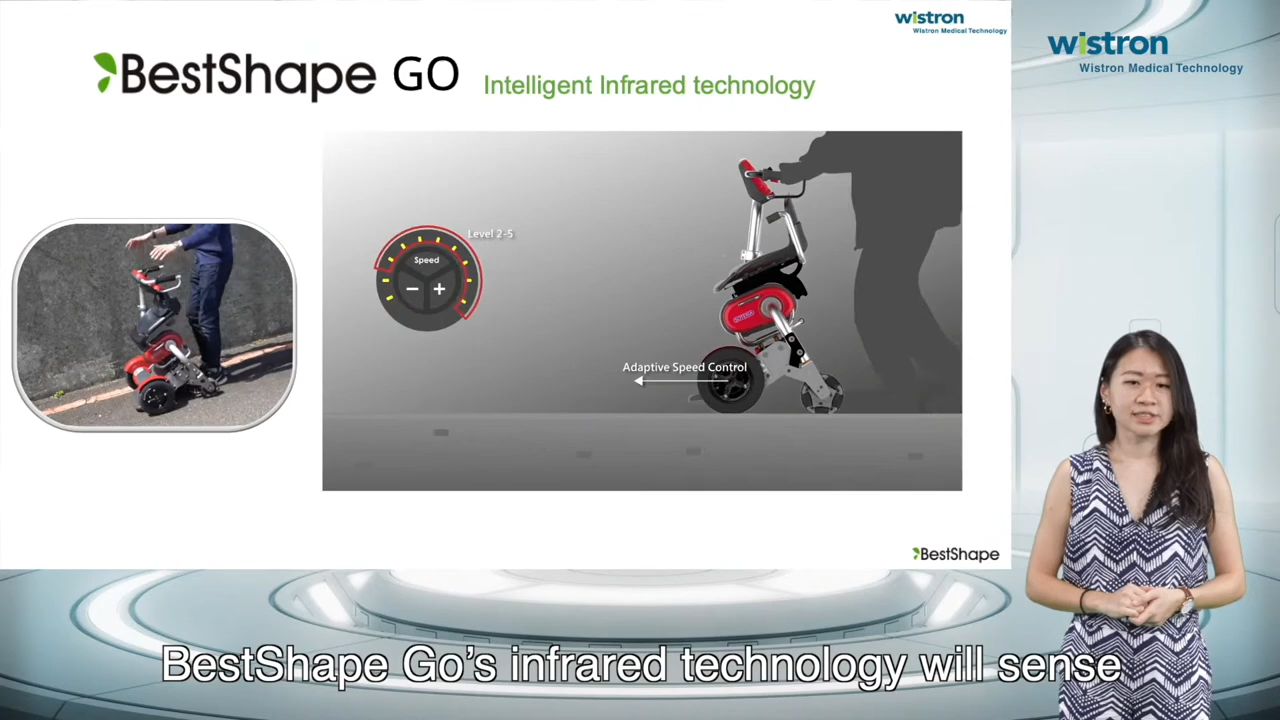 wistron
Wistron Medical Technology
wistron
Wistron Medical Technology
BestShape GO
Intelligent Infrared technology
Level 2-5
Speed
− +
Adaptive Speed Control
BestShape
BestShape Go’s infrared technology will sense